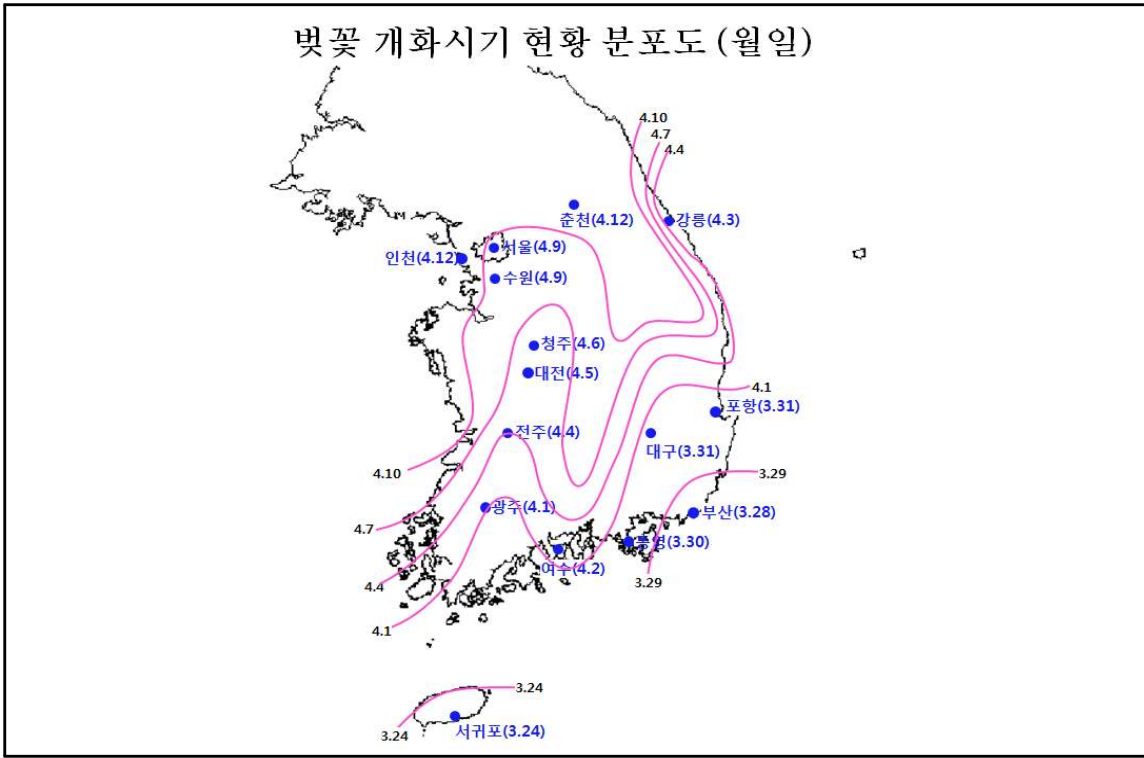 벚꽃 개화시기 현황 분포도 (월일)
4.10
4.7
4.4
춘천(4.12)
강릉(4.3)
서울(4.9)
인천(4.12)
수원(4.9)
청주(4.6)
대전(4.5)
4.1
포항(3.31)
전주(4.4)
대구(3.31)
4.10
3.29
광주(4.1)
부산(3.28)
4.7
통영(3.30)
여수(4.2)
3.29
4.4
4.1
3.24
3.24
서귀포(3.24)